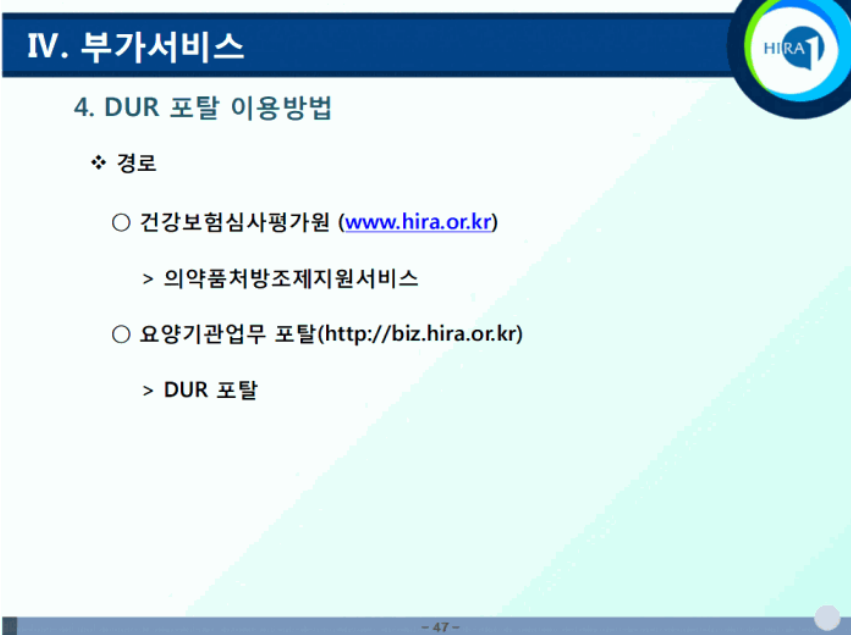 Ⅳ. 부가서비스
HIRA
4. DUR 포탈 이용방법
❖ 경로
○ 건강보험심사평가원 (www.hira.or.kr)
> 의약품처방조제지원서비스
○ 요양기관업무 포탈(http://biz.hira.or.kr)
> DUR 포탈
- 47 -